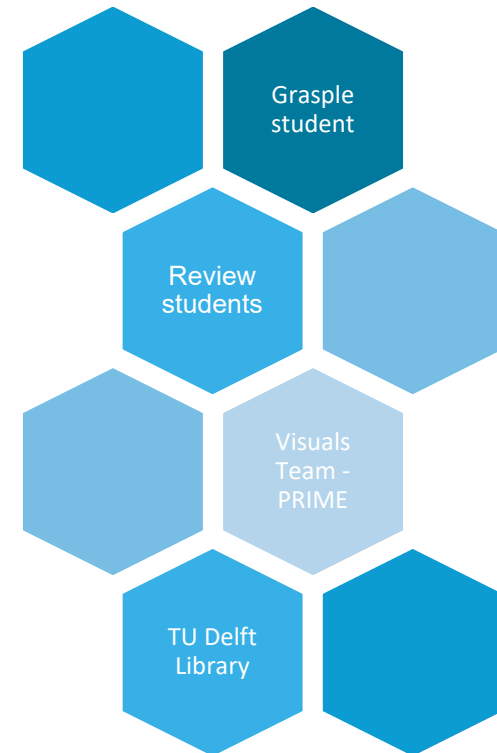 Grasple
student
Review
students
Visuals
Team -
PRIME
TU Delft
Library